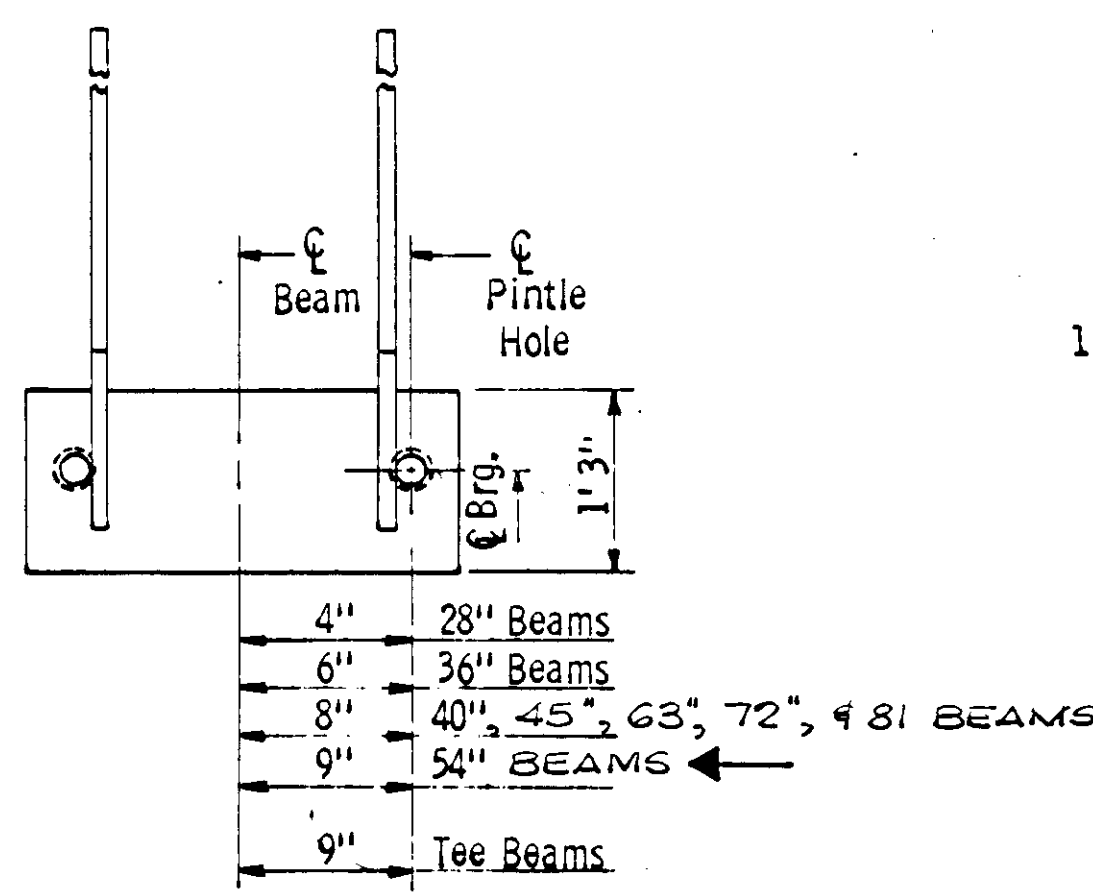 ℄ Beam
℄ Pintle Hole
1
℄ Brg.
1'3"
4" 28" Beams
6" 36" Beams
8" 40", 45", 63", 72", & 81 BEAMS
9" 54" BEAMS
9" Tee Beams